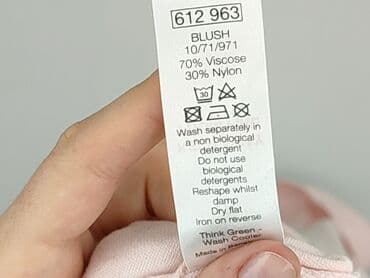 612 963
BLUSH
10/71/971
70% Viscose
30% Nylon
30
Wash separately in
a non biological
detergent
Do not use
biological
detergents
Reshape whilst
damp
Dry flat
Iron on reverse
Think Green -
Wash Cooler